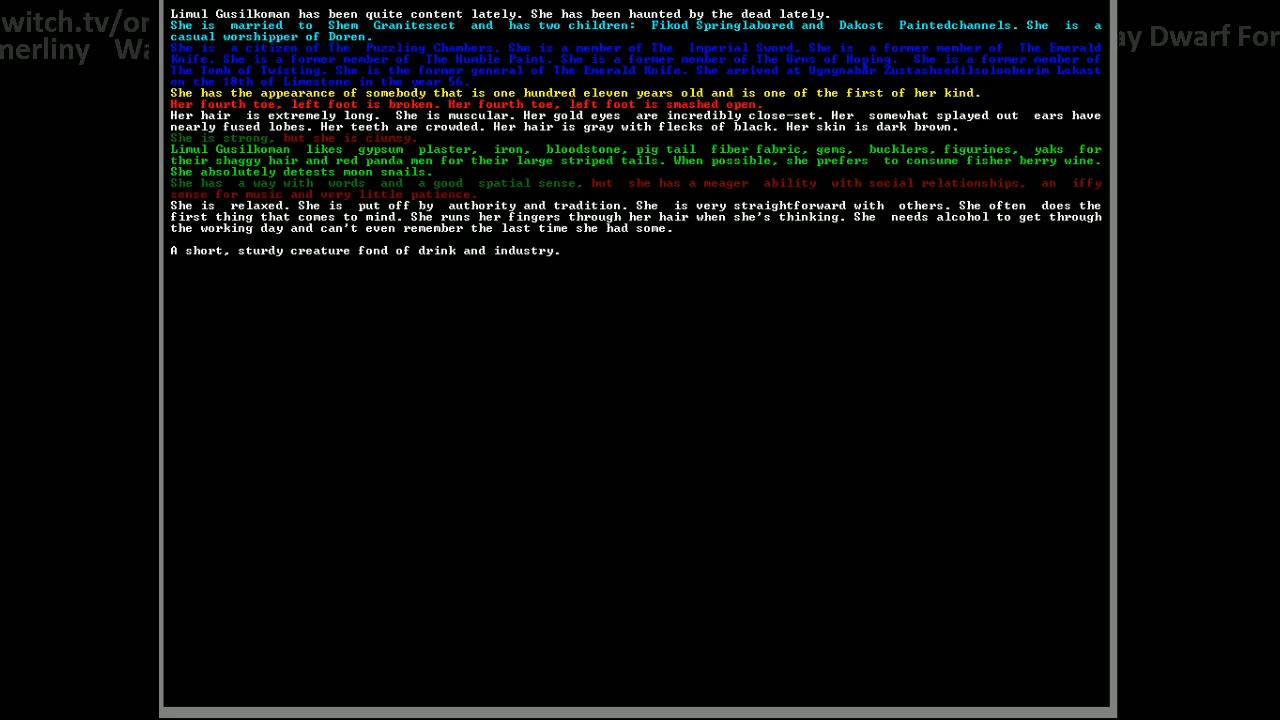 witch.tv/or
merliny Wa
ay Dwarf For
Limul Gusilkoman has been quite content lately. She has been haunted by the dead lately.
She is married to Shem Granitesect and has two children: Fikod Springlabored and Dakost Paintedchannels. She is a
casual worshipper of Doren.
She is a citizen of The Puzzling Chambers. She is a member of The Imperial Sword. She is a former member of The Emerald
Knife. She is a former member of The Humble Paint. She is a former member of The Urns of Hoping. She is a former member of
The Tomb of Twisting. She is the former general of The Emerald Knife. She arrived at Ugognabär Zuntashsedilsolonberim Lokast
on the 18th of Limestone in the year 56.
She has the appearance of somebody that is one hundred eleven years old and is one of the first of her kind.
Her fourth toe, left foot is broken. Her fourth toe, left foot is smashed open.
Her hair is extremely long. She is muscular. Her gold eyes are incredibly close-set. Her somewhat splayed out ears have
nearly fused lobes. Her teeth are crowded. Her hair is gray with flecks of black. Her skin is dark brown.
She is strong, but she is clumsy.
Limul Gusilkoman likes gypsum plaster, iron, bloodstone, pig tail fiber fabric, gems, bucklers, figurines, yaks for
their shaggy hair and red panda men for their large striped tails. When possible, she prefers to consume fisher berry wine.
She absolutely detests moon snails.
She has a way with words and a good spatial sense, but she has a meager ability with social relationships, an iffy
sense for music and very little patience.
She is relaxed. She is put off by authority and tradition. She is very straightforward with others. She often does the
first thing that comes to mind. She runs her fingers through her hair when she's thinking. She needs alcohol to get through
the working day and can't even remember the last time she had some.
A short, sturdy creature fond of drink and industry.